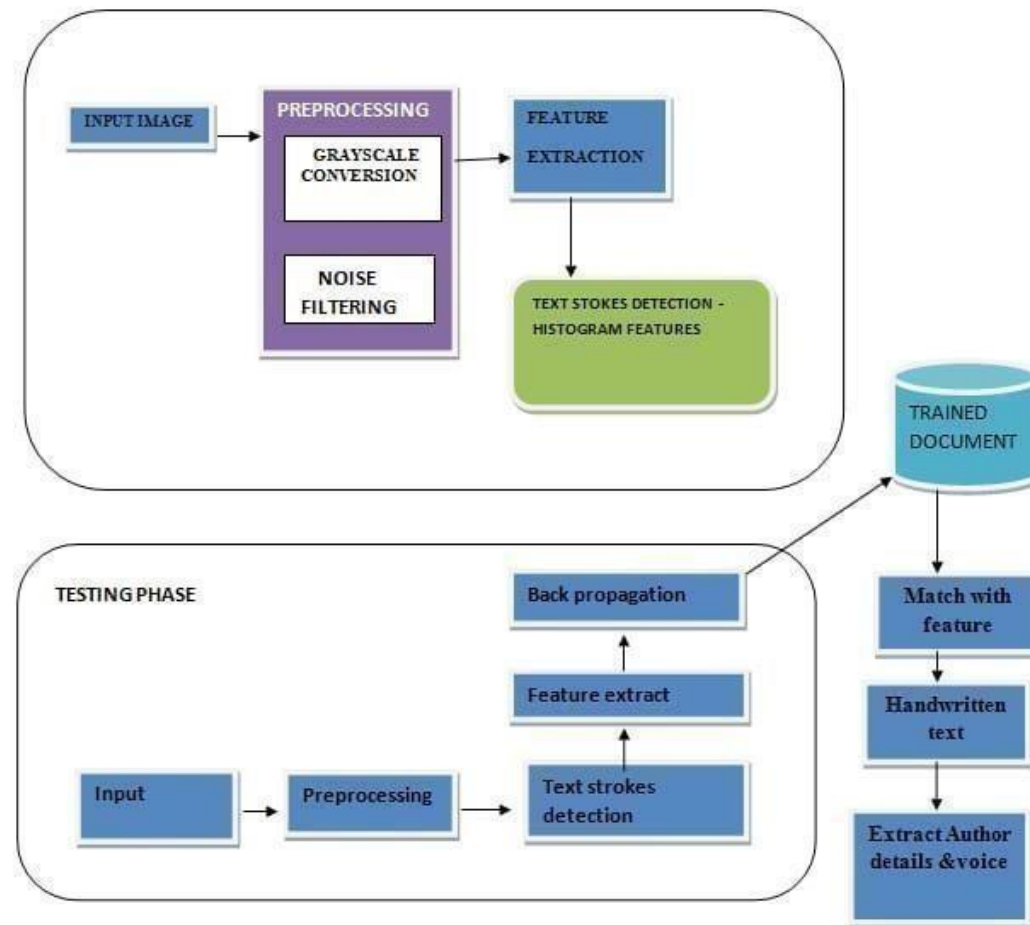 INPUT IMAGE
PREPROCESSING
GRAYSCALE
CONVERSION
NOISE
FILTERING
FEATURE
EXTRACTION
TEXT STOKES DETECTION -
HISTOGRAM FEATURES
TRAINED
DOCUMENT
TESTING PHASE
Input
Preprocessing
Text strokes
detection
Feature extract
Back propagation
Match with
feature
Handwritten
text
Extract Author
details &voice